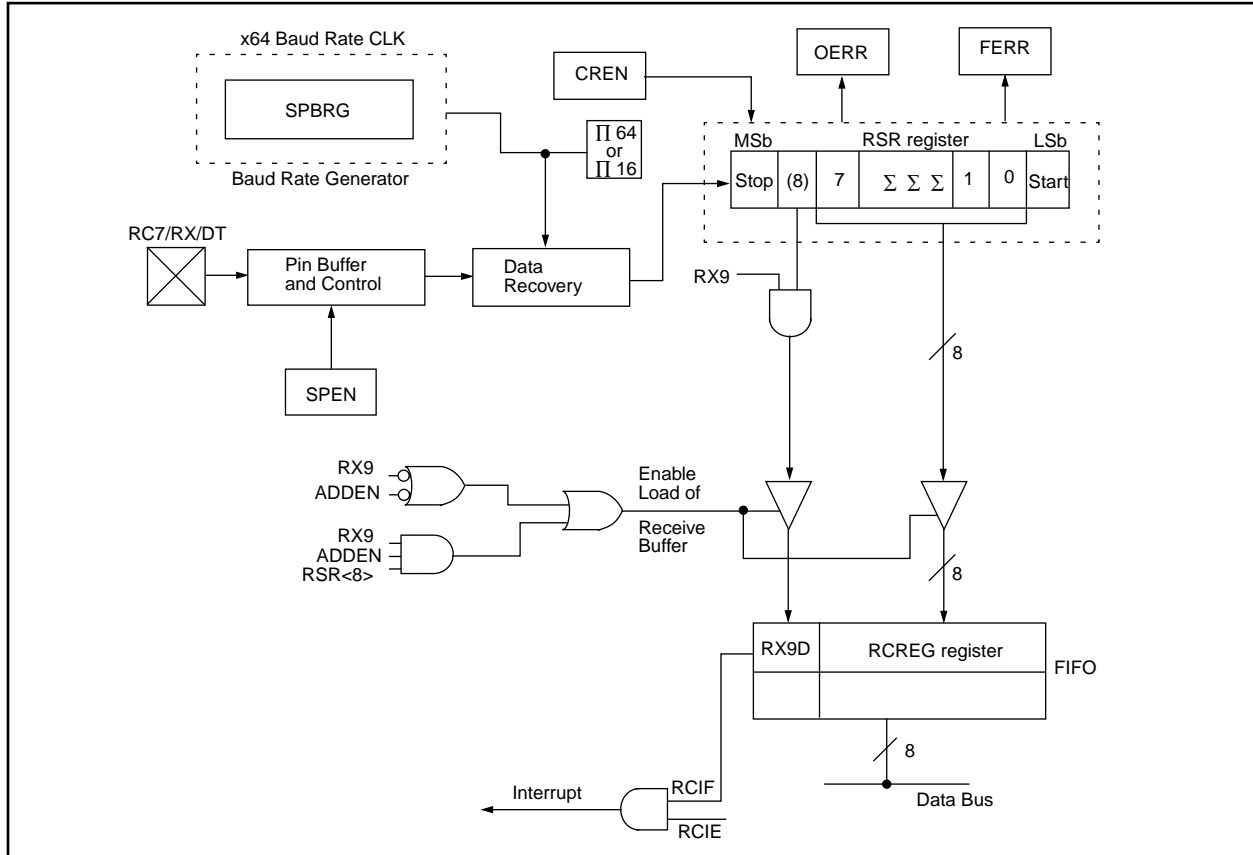 x64 Baud Rate CLK
SPBRG
Baud Rate Generator
CREN
OERR
FERR
∏ 64
or
∏ 16
MSb RSR register LSb
Stop (8) 7 ∑ ∑ ∑ 1 0 Start
RC7/RX/DT
Pin Buffer
and Control
Data
Recovery
SPEN
RX9
8
RX9
ADDEN
RX9
ADDEN
RSR<8>
Enable
Load of
Receive
Buffer
8
RX9D RCREG register
FIFO
8
Data Bus
Interrupt
RCIF
RCIE